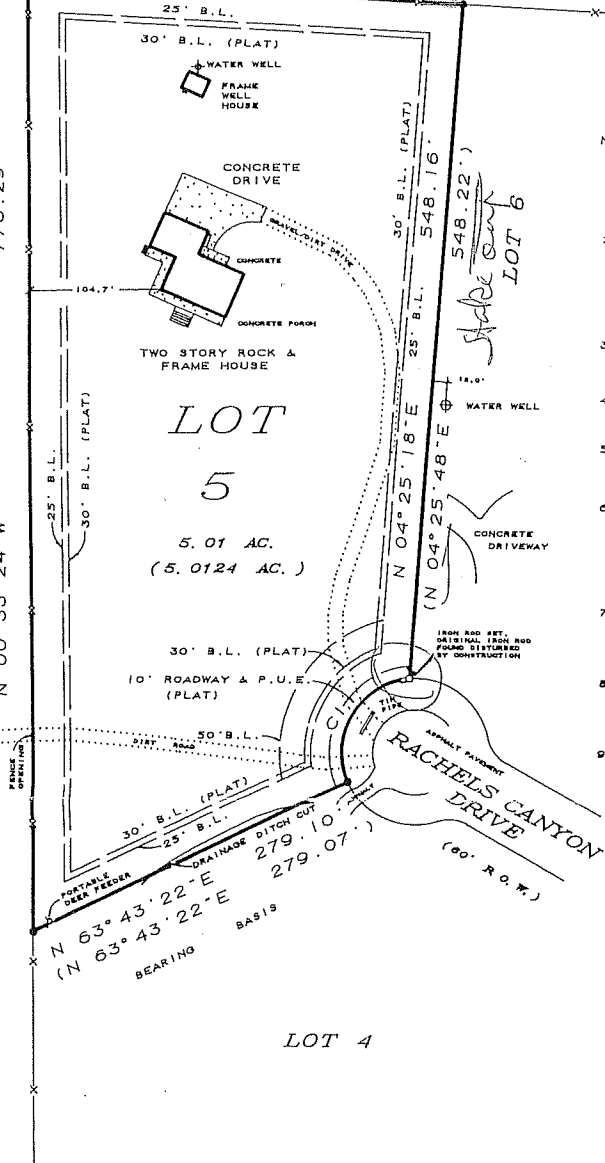 25' B.L.
30' B.L. (PLAT)
WATER WELL
FRAME
WELL
HOUSE
CONCRETE
DRIVE
GRAVEL/DIRT DRIVE
CONCRETE
104.7'
CONCRETE PORCH
TWO STORY ROCK &
FRAME HOUSE
LOT
5
5.01 AC.
(5.0124 AC.)
25' B.L.
30' B.L. (PLAT)
30' B.L. (PLAT)
25' B.L.
N 04° 25' 18" E 548.16'
(N 04° 25' 48" E 548.22')
Stake out
LOT 6
WATER WELL
CONCRETE
DRIVEWAY
IRON ROD SET,
ORIGINAL IRON ROD
FOUND DISTURBED
BY CONSTRUCTION
30' B.L. (PLAT)
10' ROADWAY & P.U.E.
(PLAT)
50' B.L.
C1
TIN
PIPE
DIRT ROAD
FENCE
OPENING
ASPHALT PAVEMENT
RACHELS CANYON
DRIVE
(60' R.O.W.)
30' B.L. (PLAT)
25' B.L.
DRAINAGE DITCH CUT
PORTABLE
DEER FEEDER
N 63° 43' 22" E 279.10'
(N 63° 43' 22" E 279.07')
BEARING BASIS
LOT 4